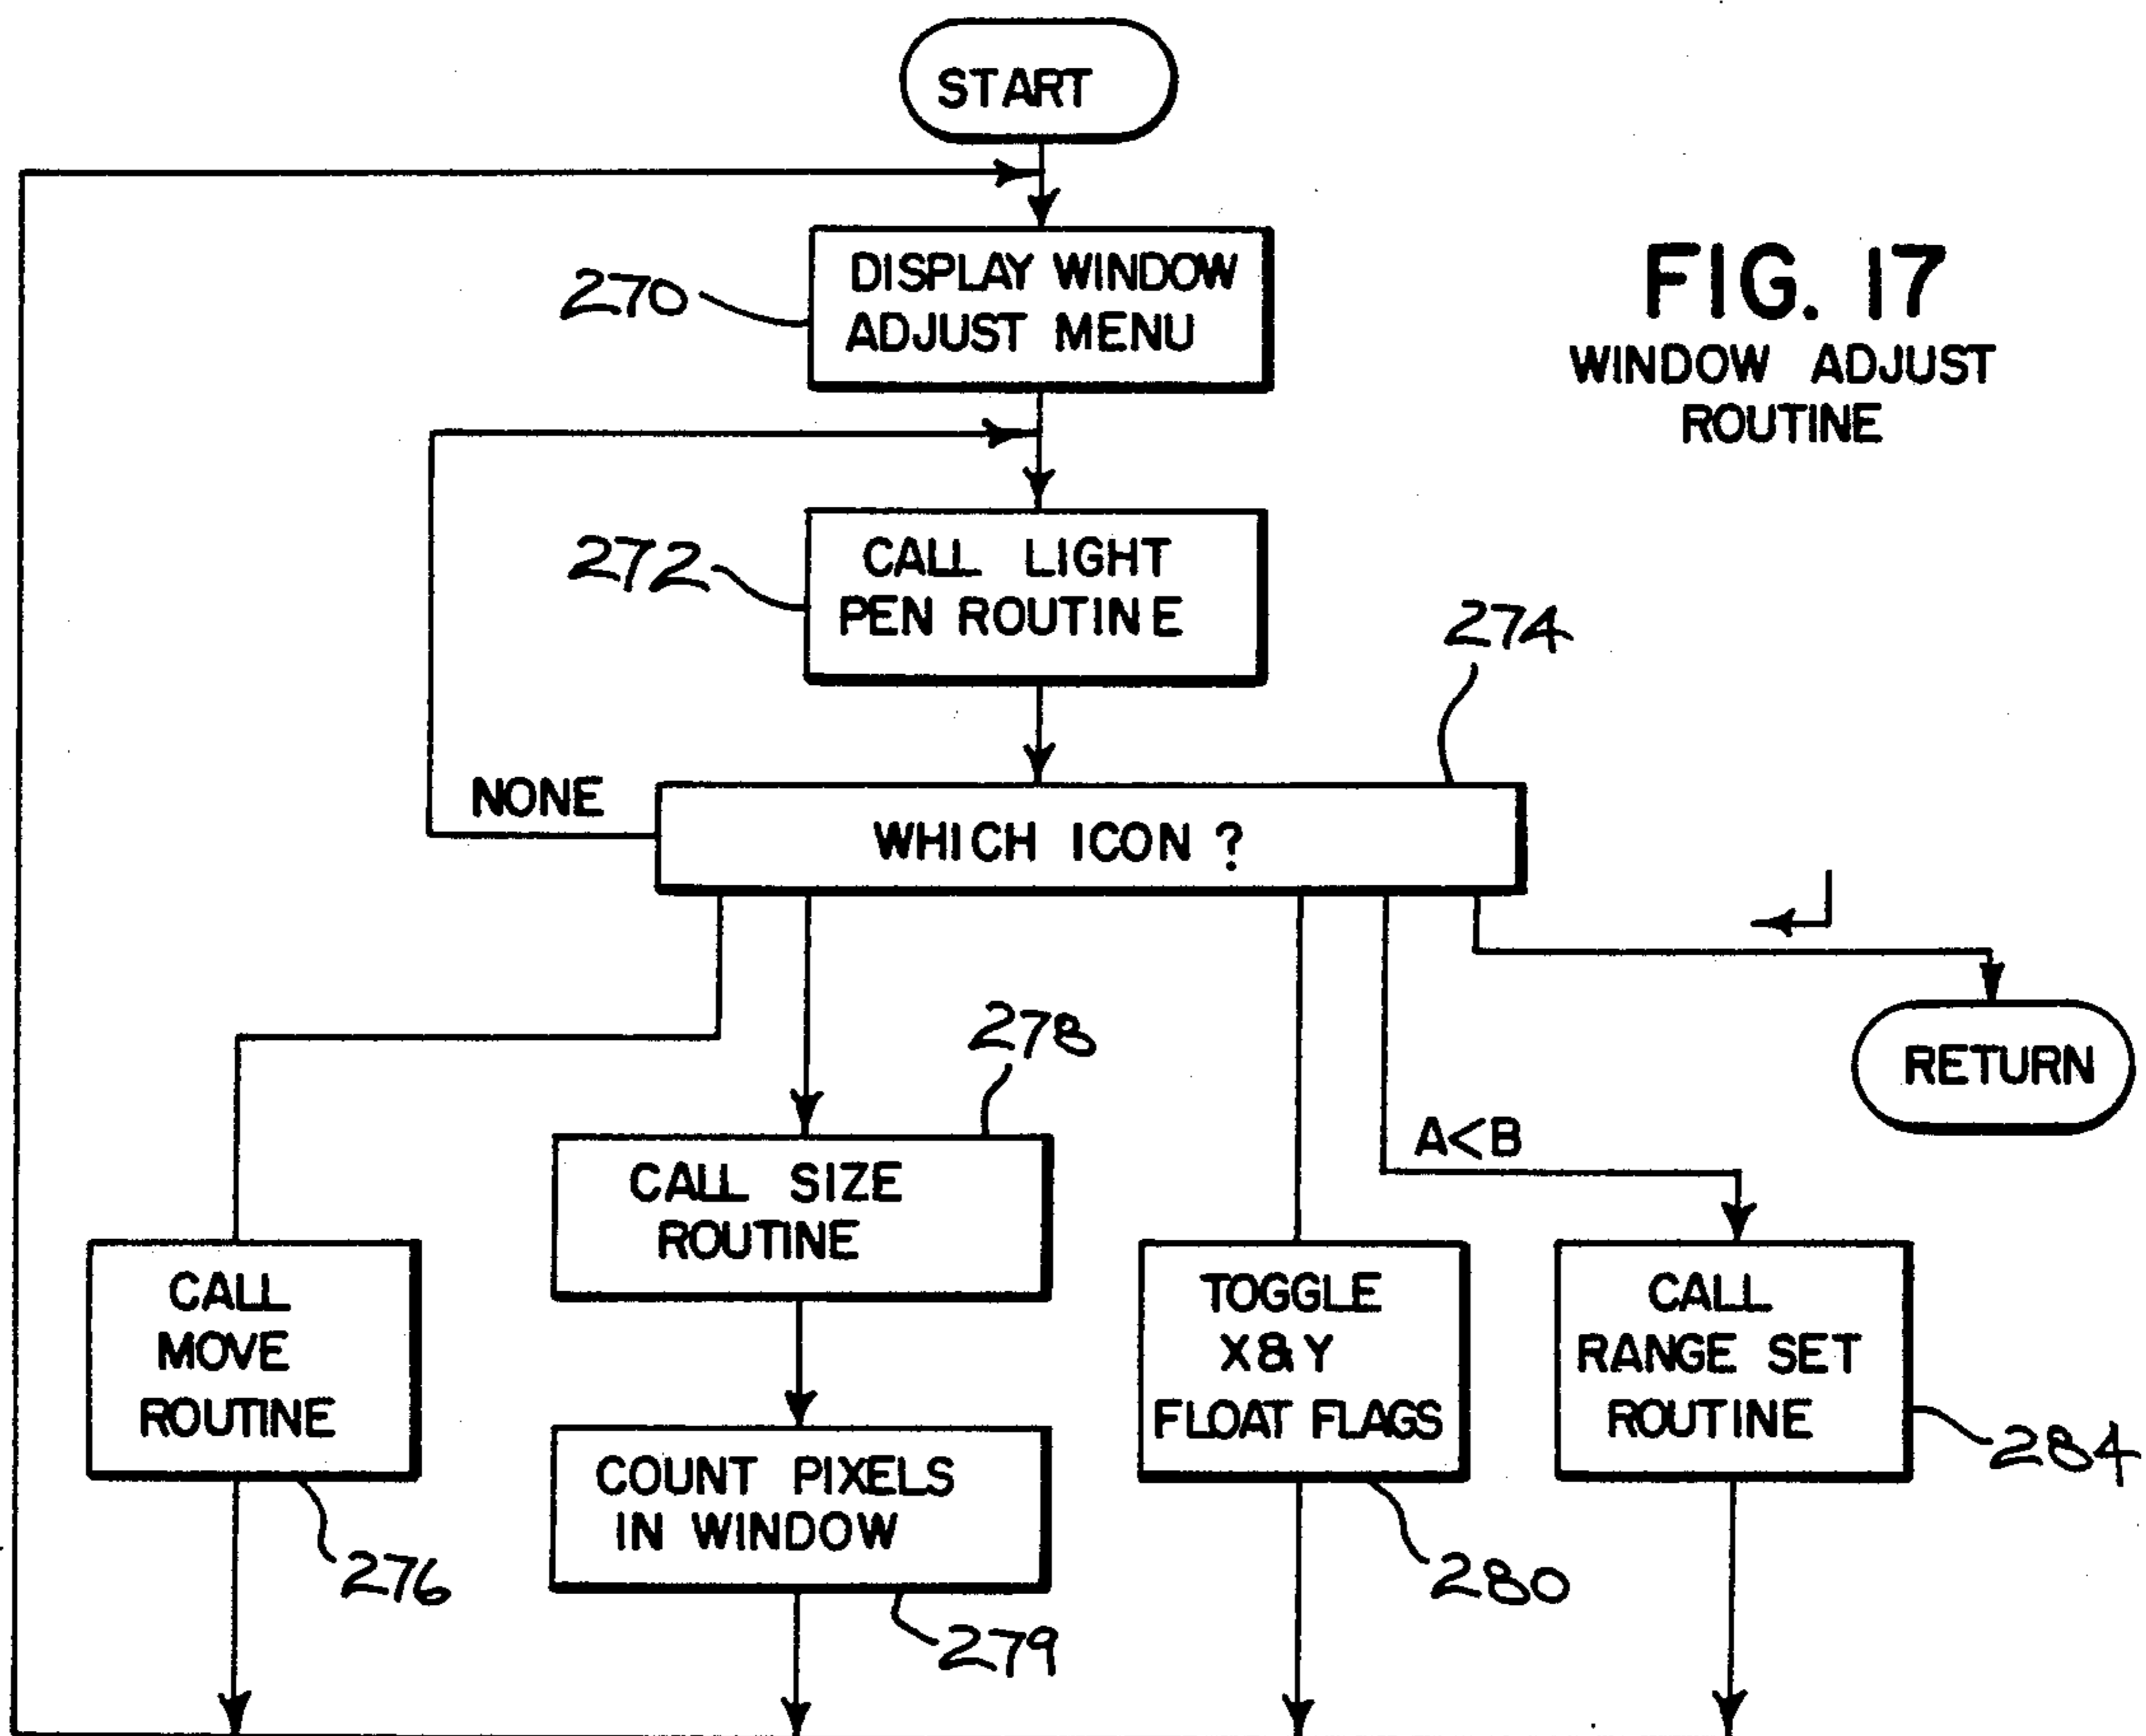 START
DISPLAY WINDOW
ADJUST MENU
270
FIG. 17
WINDOW ADJUST
ROUTINE
CALL LIGHT
PEN ROUTINE
272
274
NONE
WHICH ICON ?
RETURN
278
A<B
CALL SIZE
ROUTINE
CALL
MOVE
ROUTINE
276
COUNT PIXELS
IN WINDOW
279
TOGGLE
X&Y
FLOAT FLAGS
280
CALL
RANGE SET
ROUTINE
284